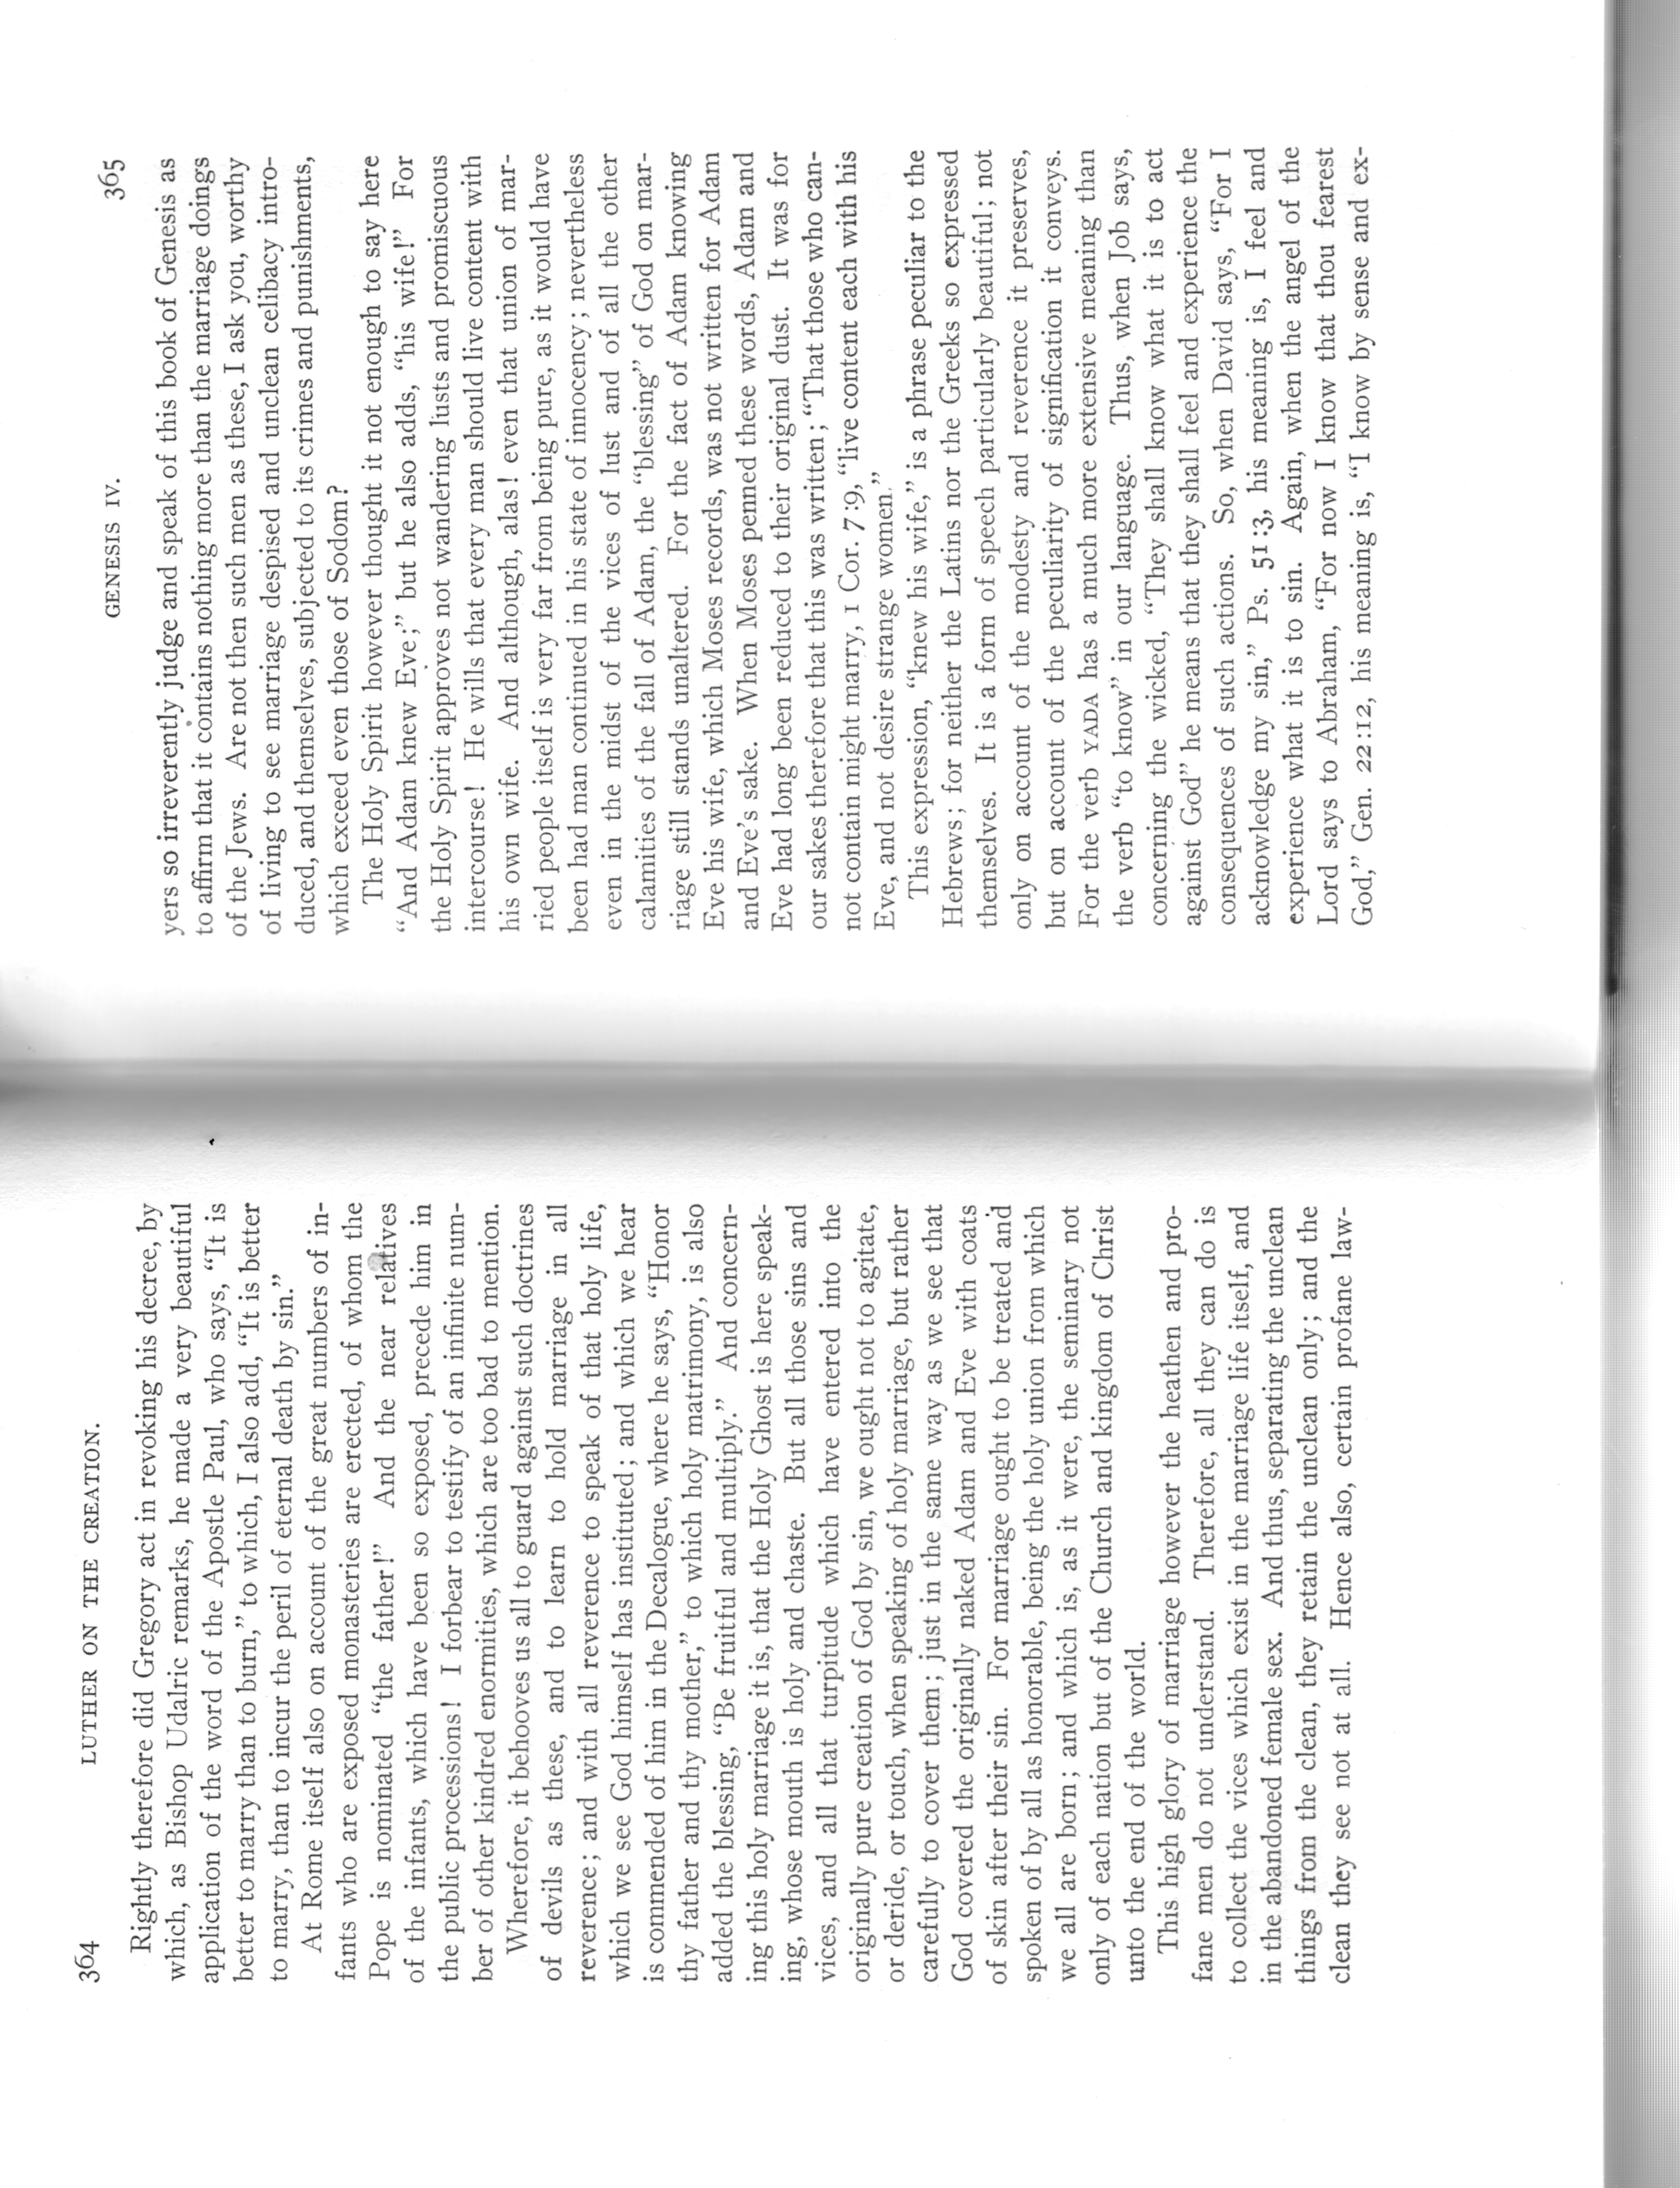 364 LUTHER ON THE CREATION.
Rightly therefore did Gregory act in revoking his decree, by
which, as Bishop Udalric remarks, he made a very beautiful
application of the word of the Apostle Paul, who says, “It is
better to marry than to burn,” to which, I also add, “It is better
to marry, than to incur the peril of eternal death by sin.”
At Rome itself also on account of the great numbers of in-
fants who are exposed monasteries are erected, of whom the
Pope is nominated “the father!” And the near relatives
of the infants, which have been so exposed, precede him in
the public processions! I forbear to testify of an infinite num-
ber of other kindred enormities, which are too bad to mention.
Wherefore, it behooves us all to guard against such doctrines
of devils as these, and to learn to hold marriage in all
reverence; and with all reverence to speak of that holy life,
which we see God himself has instituted; and which we hear
is commended of him in the Decalogue, where he says, “Honor
thy father and thy mother,” to which holy matrimony, is also
added the blessing, “Be fruitful and multiply.” And concern-
ing this holy marriage it is, that the Holy Ghost is here speak-
ing, whose mouth is holy and chaste. But all those sins and
vices, and all that turpitude which have entered into the
originally pure creation of God by sin, we ought not to agitate,
or deride, or touch, when speaking of holy marriage, but rather
carefully to cover them; just in the same way as we see that
God covered the originally naked Adam and Eve with coats
of skin after their sin. For marriage ought to be treated and
spoken of by all as honorable, being the holy union from which
we all are born; and which is, as it were, the seminary not
only of each nation but of the Church and kingdom of Christ
unto the end of the world.
This high glory of marriage however the heathen and pro-
fane men do not understand. Therefore, all they can do is
to collect the vices which exist in the marriage life itself, and
in the abandoned female sex. And thus, separating the unclean
things from the clean, they retain the unclean only; and the
clean they see not at all. Hence also, certain profane law-
GENESIS IV. 365
yers so irreverently judge and speak of this book of Genesis as
to affirm that it contains nothing more than the marriage doings
of the Jews. Are not then such men as these, I ask you, worthy
of living to see marriage despised and unclean celibacy intro-
duced, and themselves, subjected to its crimes and punishments,
which exceed even those of Sodom?
The Holy Spirit however thought it not enough to say here
“And Adam knew Eve;” but he also adds, “his wife!” For
the Holy Spirit approves not wandering lusts and promiscuous
intercourse! He wills that every man should live content with
his own wife. And although, alas! even that union of mar-
ried people itself is very far from being pure, as it would have
been had man continued in his state of innocency; nevertheless
even in the midst of the vices of lust and of all the other
calamities of the fall of Adam, the “blessing” of God on mar-
riage still stands unaltered. For the fact of Adam knowing
Eve his wife, which Moses records, was not written for Adam
and Eve’s sake. When Moses penned these words, Adam and
Eve had long been reduced to their original dust. It was for
our sakes therefore that this was written; “That those who can-
not contain might marry, 1 Cor. 7:9, “live content each with his
Eve, and not desire strange women.”
This expression, “knew his wife,” is a phrase peculiar to the
Hebrews; for neither the Latins nor the Greeks so expressed
themselves. It is a form of speech particularly beautiful; not
only on account of the modesty and reverence it preserves,
but on account of the peculiarity of signification it conveys.
For the verb YADA has a much more extensive meaning than
the verb “to know” in our language. Thus, when Job says,
concerning the wicked, “They shall know what it is to act
against God” he means that they shall feel and experience the
consequences of such actions. So, when David says, “For I
acknowledge my sin,” Ps. 51:3, his meaning is, I feel and
experience what it is to sin. Again, when the angel of the
Lord says to Abraham, “For now I know that thou fearest
God,” Gen. 22:12, his meaning is, “I know by sense and ex-